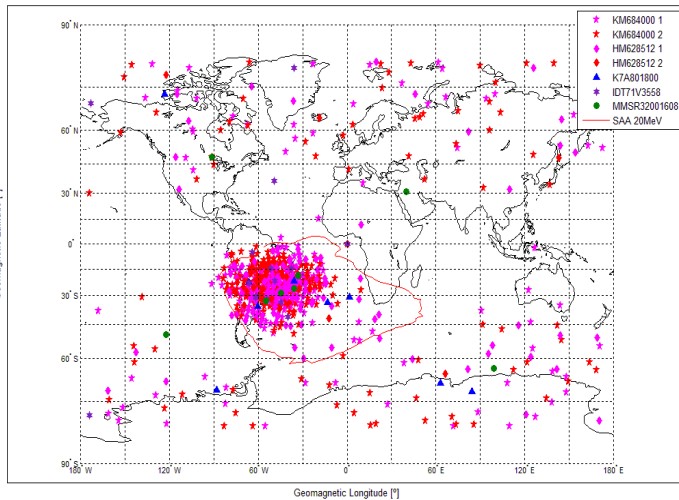 90° N
60° N
30° N
0°
30° S
60° S
90° S
180° W
120° W
60° W
0°
60° E
120° E
180° E
Geomagnetic Longitude [º]
KM684000 1
KM684000 2
HM628512 1
HM628512 2
K7A801800
IDT71V3558
MMSR32001608
SAA 20MeV